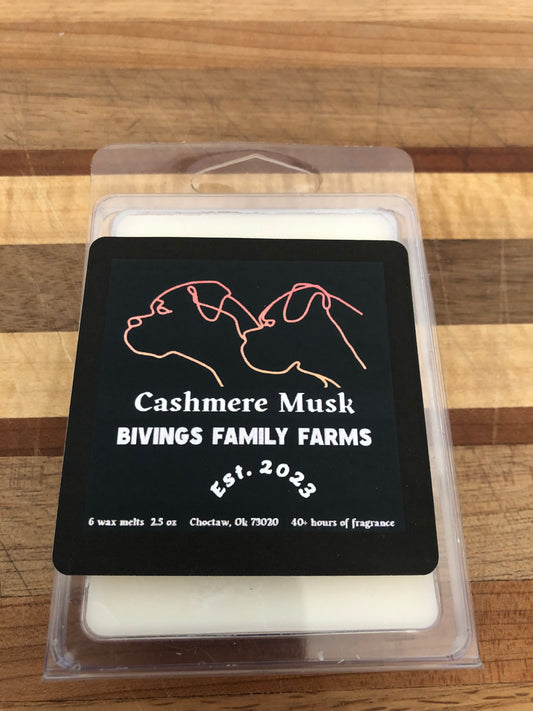 Cashmere Musk
BIVINGS FAMILY FARMS
Est. 2023
6 wax melts 2.5 oz Choctaw, Ok 73020 40+ hours of fragrance